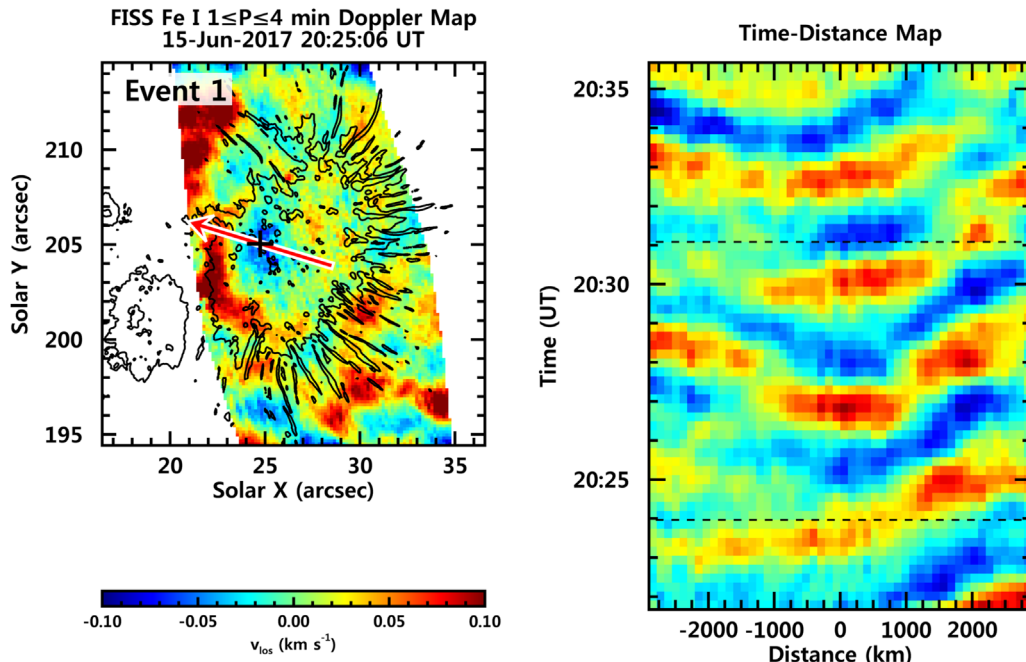 FISS Fe I 1≤P≤4 min Doppler Map
15-Jun-2017 20:25:06 UT
Event 1
210
205
200
195
Solar Y (arcsec)
20 25 30 35
Solar X (arcsec)
-0.10 -0.05 0.00 0.05 0.10
v_los (km s⁻¹)
Time-Distance Map
20:35
20:30
20:25
Time (UT)
-2000 -1000 0 1000 2000
Distance (km)